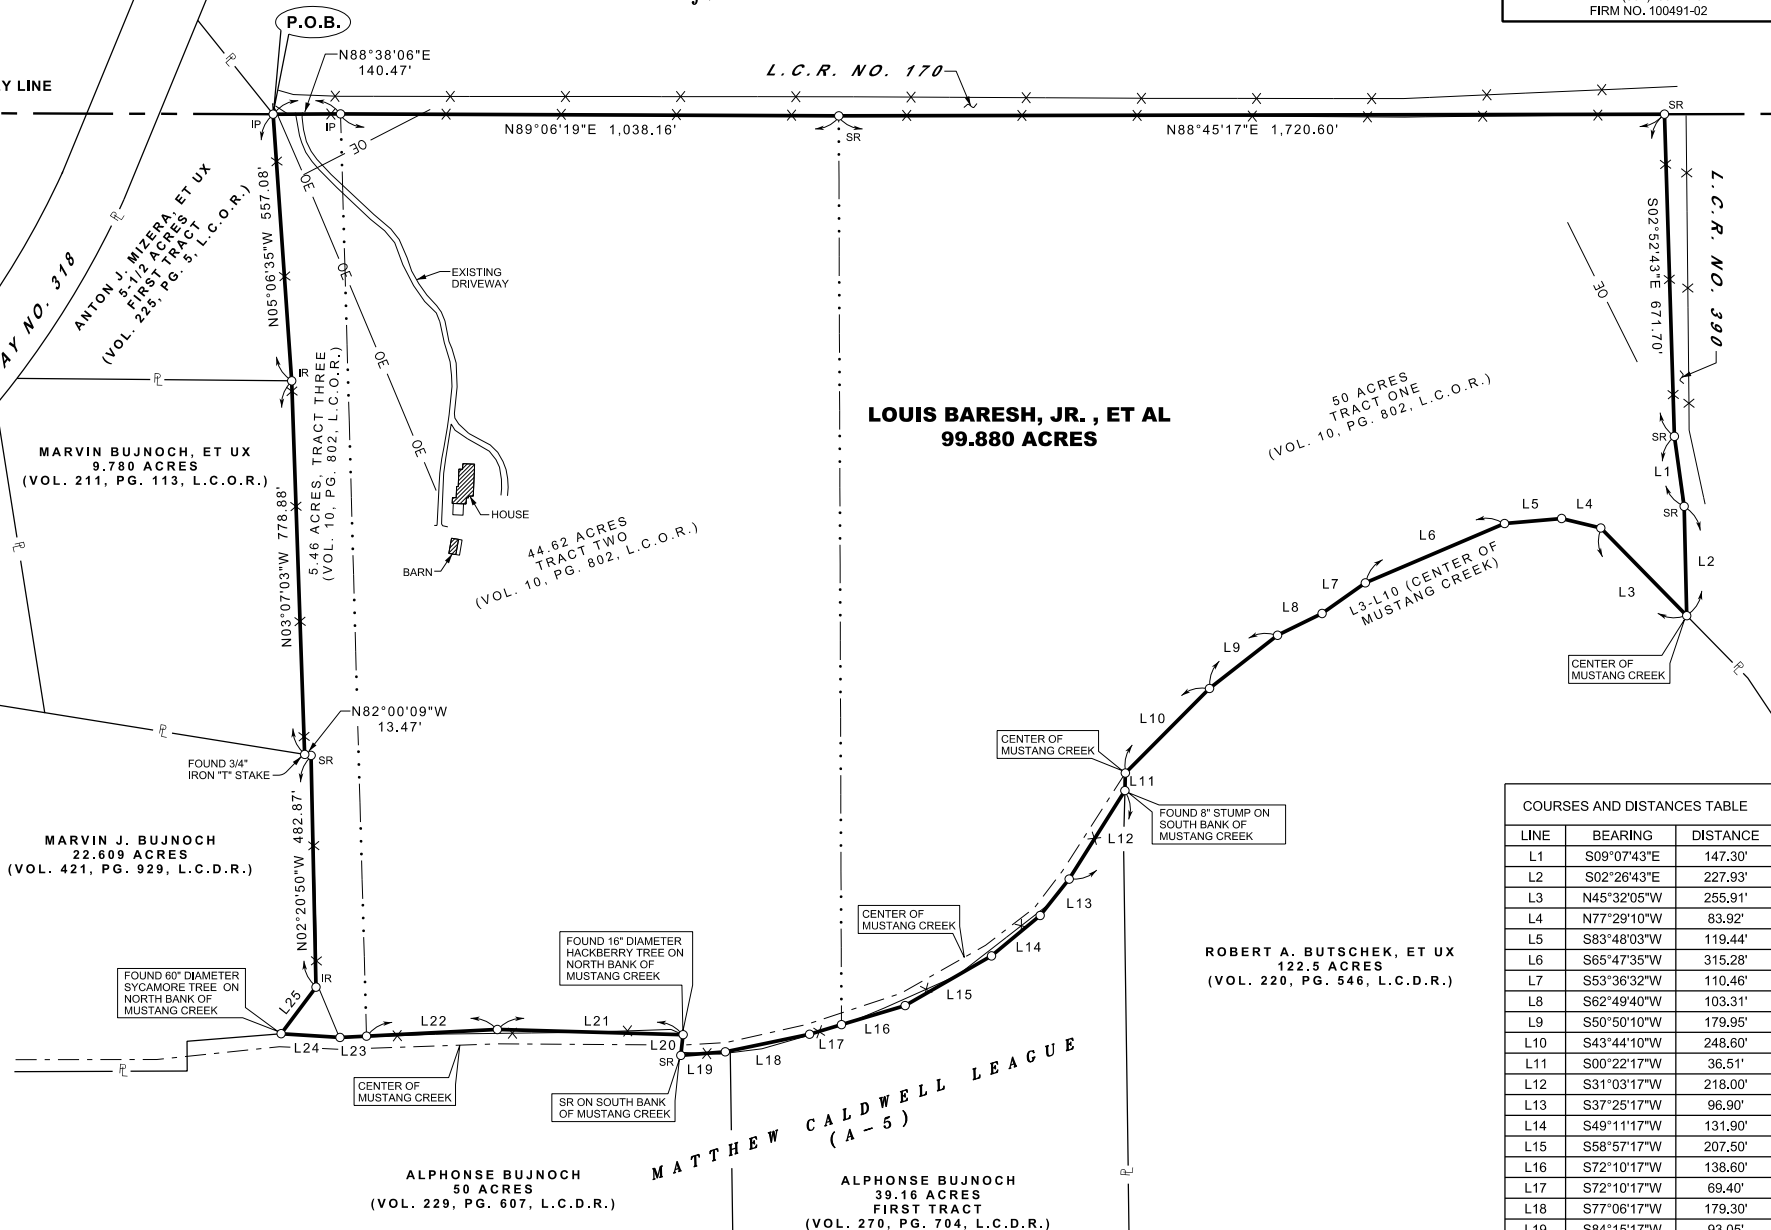 P.O.B.
FIRM NO. 100491-02
N88°38'06"E
140.47'
Y LINE
L.C.R. NO. 170
SR
IP
IP
N89°06'19"E 1,038.16'
SR
N88°45'17"E 1,720.60'
OE
OE
OE
OE
OE
OE
ANTON J. MIZERA, ET UX
5-1/2 ACRES
FIRST TRACT
(VOL. 225, PG. 5, L.C.O.R.)
AY NO. 318
N05°06'35"W 557.08'
EXISTING
DRIVEWAY
S02°52'43"E 671.70'
L.C.R. NO. 390
IR
5.46 ACRES, TRACT THREE
(VOL. 10, PG. 802, L.C.O.R.)
LOUIS BARESH, JR. , ET AL
99.880 ACRES
50 ACRES
TRACT ONE
(VOL. 10, PG. 802, L.C.O.R.)
MARVIN BUJNOCH, ET UX
9.780 ACRES
(VOL. 211, PG. 113, L.C.O.R.)
SR
L1
SR
HOUSE
BARN
44.62 ACRES
TRACT TWO
(VOL. 10, PG. 802, L.C.O.R.)
N03°07'03"W 778.88'
L5
L4
L6
L2
L3
L3-L10 (CENTER OF
MUSTANG CREEK)
L7
L8
L9
CENTER OF
MUSTANG CREEK
N82°00'09"W
13.47'
L10
CENTER OF
MUSTANG CREEK
FOUND 3/4"
IRON "T" STAKE
SR
L11
FOUND 8" STUMP ON
SOUTH BANK OF
MUSTANG CREEK
L12
MARVIN J. BUJNOCH
22.609 ACRES
(VOL. 421, PG. 929, L.C.D.R.)
N02°20'50"W 482.87'
L13
CENTER OF
MUSTANG CREEK
L14
FOUND 16" DIAMETER
HACKBERRY TREE ON
NORTH BANK OF
MUSTANG CREEK
ROBERT A. BUTSCHEK, ET UX
122.5 ACRES
(VOL. 220, PG. 546, L.C.D.R.)
FOUND 60" DIAMETER
SYCAMORE TREE ON
NORTH BANK OF
MUSTANG CREEK
IR
L25
L15
L22
L21
L16
L24
L23
L20
L17
SR
L19
L18
CENTER OF
MUSTANG CREEK
SR ON SOUTH BANK
OF MUSTANG CREEK
MATTHEW CALDWELL LEAGUE
(A-5)
ALPHONSE BUJNOCH
50 ACRES
(VOL. 229, PG. 607, L.C.D.R.)
ALPHONSE BUJNOCH
39.16 ACRES
FIRST TRACT
(VOL. 270, PG. 704, L.C.D.R.)
COURSES AND DISTANCES TABLE
LINE BEARING DISTANCE
L1 S09°07'43"E 147.30'
L2 S02°26'43"E 227.93'
L3 N45°32'05"W 255.91'
L4 N77°29'10"W 83.92'
L5 S83°48'03"W 119.44'
L6 S65°47'35"W 315.28'
L7 S53°36'32"W 110.46'
L8 S62°49'40"W 103.31'
L9 S50°50'10"W 179.95'
L10 S43°44'10"W 248.60'
L11 S00°22'17"W 36.51'
L12 S31°03'17"W 218.00'
L13 S37°25'17"W 96.90'
L14 S49°11'17"W 131.90'
L15 S58°57'17"W 207.50'
L16 S72°10'17"W 138.60'
L17 S72°10'17"W 69.40'
L18 S77°06'17"W 179.30'
L19 S84°15'17"W 93.05'